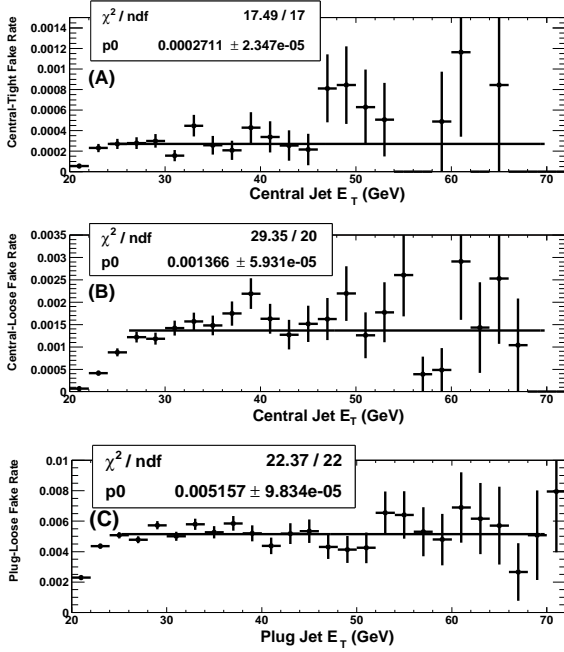 χ² / ndf 17.49 / 17
p0 0.0002711 ± 2.347e-05
(A)
Central-Tight Fake Rate
0.0014
0.0012
0.001
0.0008
0.0006
0.0004
0.0002
0
20 30 40 50 60 70
Central Jet E_T (GeV)
χ² / ndf 29.35 / 20
p0 0.001366 ± 5.931e-05
(B)
Central-Loose Fake Rate
0.0035
0.003
0.0025
0.002
0.0015
0.001
0.0005
0
20 30 40 50 60 70
Central Jet E_T (GeV)
χ² / ndf 22.37 / 22
p0 0.005157 ± 9.834e-05
(C)
Plug-Loose Fake Rate
0.01
0.008
0.006
0.004
0.002
0
20 30 40 50 60 70
Plug Jet E_T (GeV)